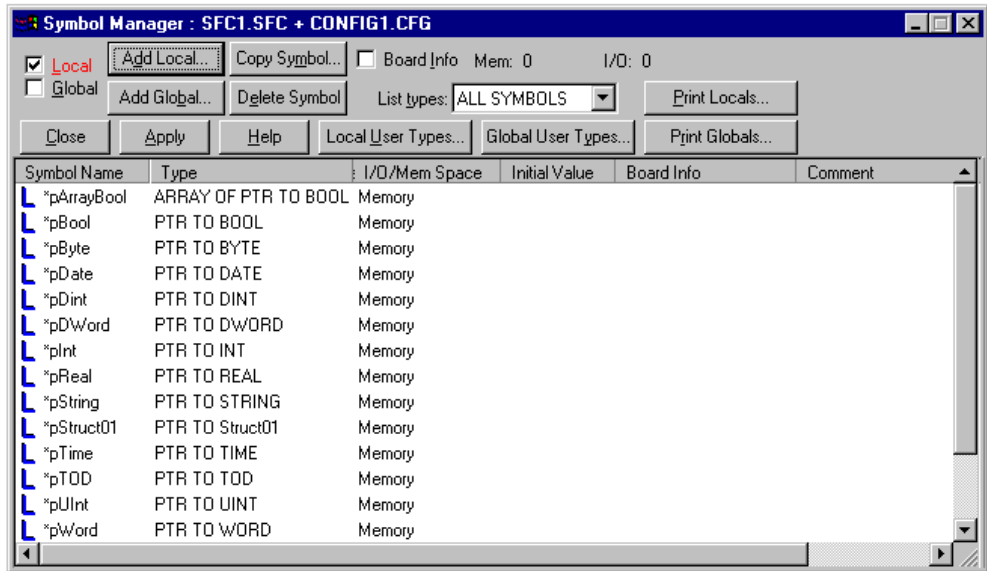 Symbol Manager : SFC1.SFC + CONFIG1.CFG
Local Add Local... Copy Symbol... Board Info Mem: 0 I/O: 0
Global Add Global... Delete Symbol List types: ALL SYMBOLS Print Locals...
Close Apply Help Local User Types... Global User Types... Print Globals...
Symbol Name Type : I/O/Mem Space Initial Value Board Info Comment
L *pArrayBool ARRAY OF PTR TO BOOL Memory
L *pBool PTR TO BOOL Memory
L *pByte PTR TO BYTE Memory
L *pDate PTR TO DATE Memory
L *pDint PTR TO DINT Memory
L *pDWord PTR TO DWORD Memory
L *pInt PTR TO INT Memory
L *pReal PTR TO REAL Memory
L *pString PTR TO STRING Memory
L *pStruct01 PTR TO Struct01 Memory
L *pTime PTR TO TIME Memory
L *pTOD PTR TO TOD Memory
L *pUInt PTR TO UINT Memory
L *pWord PTR TO WORD Memory